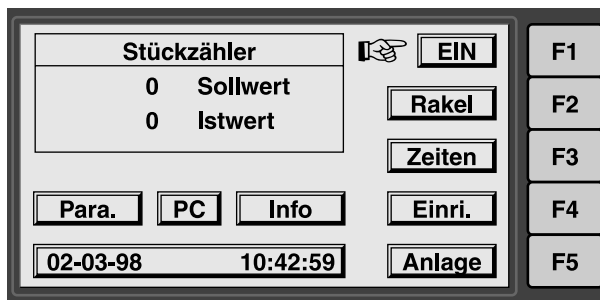 Stückzähler
0 Sollwert
0 Istwert
EIN
F1
Rakel
F2
Zeiten
F3
Para.
PC
Info
Einri.
F4
02-03-98 10:42:59
Anlage
F5